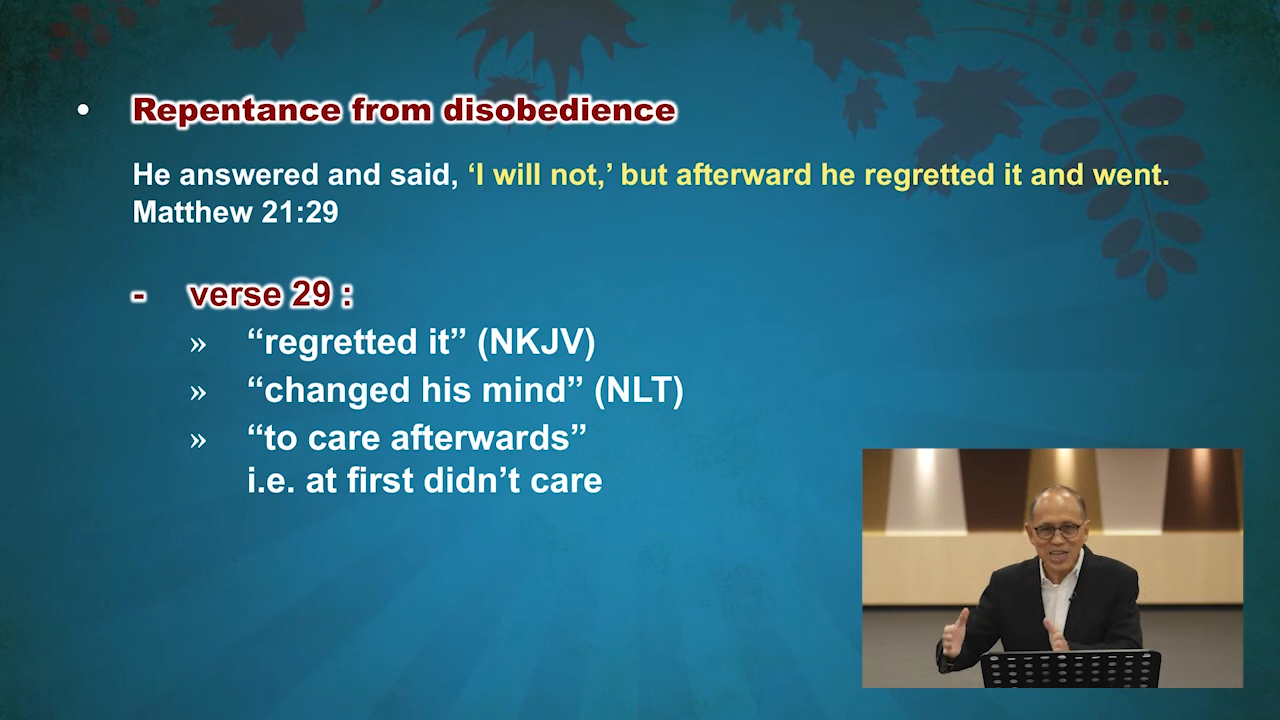 • Repentance from disobedience
He answered and said, ‘I will not,’ but afterward he regretted it and went.
Matthew 21:29
- verse 29 :
» “regretted it” (NKJV)
» “changed his mind” (NLT)
» “to care afterwards”
i.e. at first didn’t care